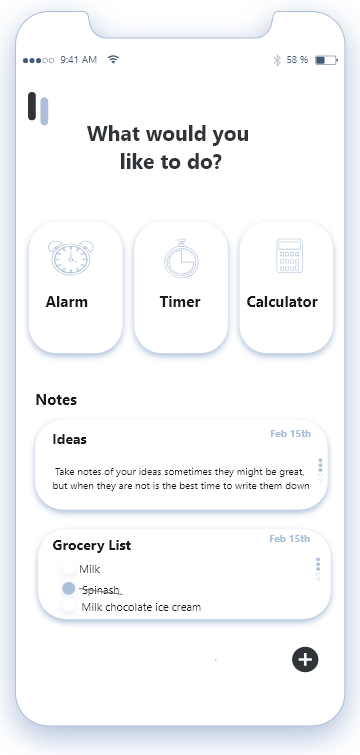 9:41 AM 58 %
What would you
like to do?
Alarm Timer Calculator
Notes
Ideas Feb 15th
Take notes of your ideas sometimes they might be great,
but when they are not is the best time to write them down
Grocery List Feb 15th
Milk
Spinash
Milk chocolate ice cream